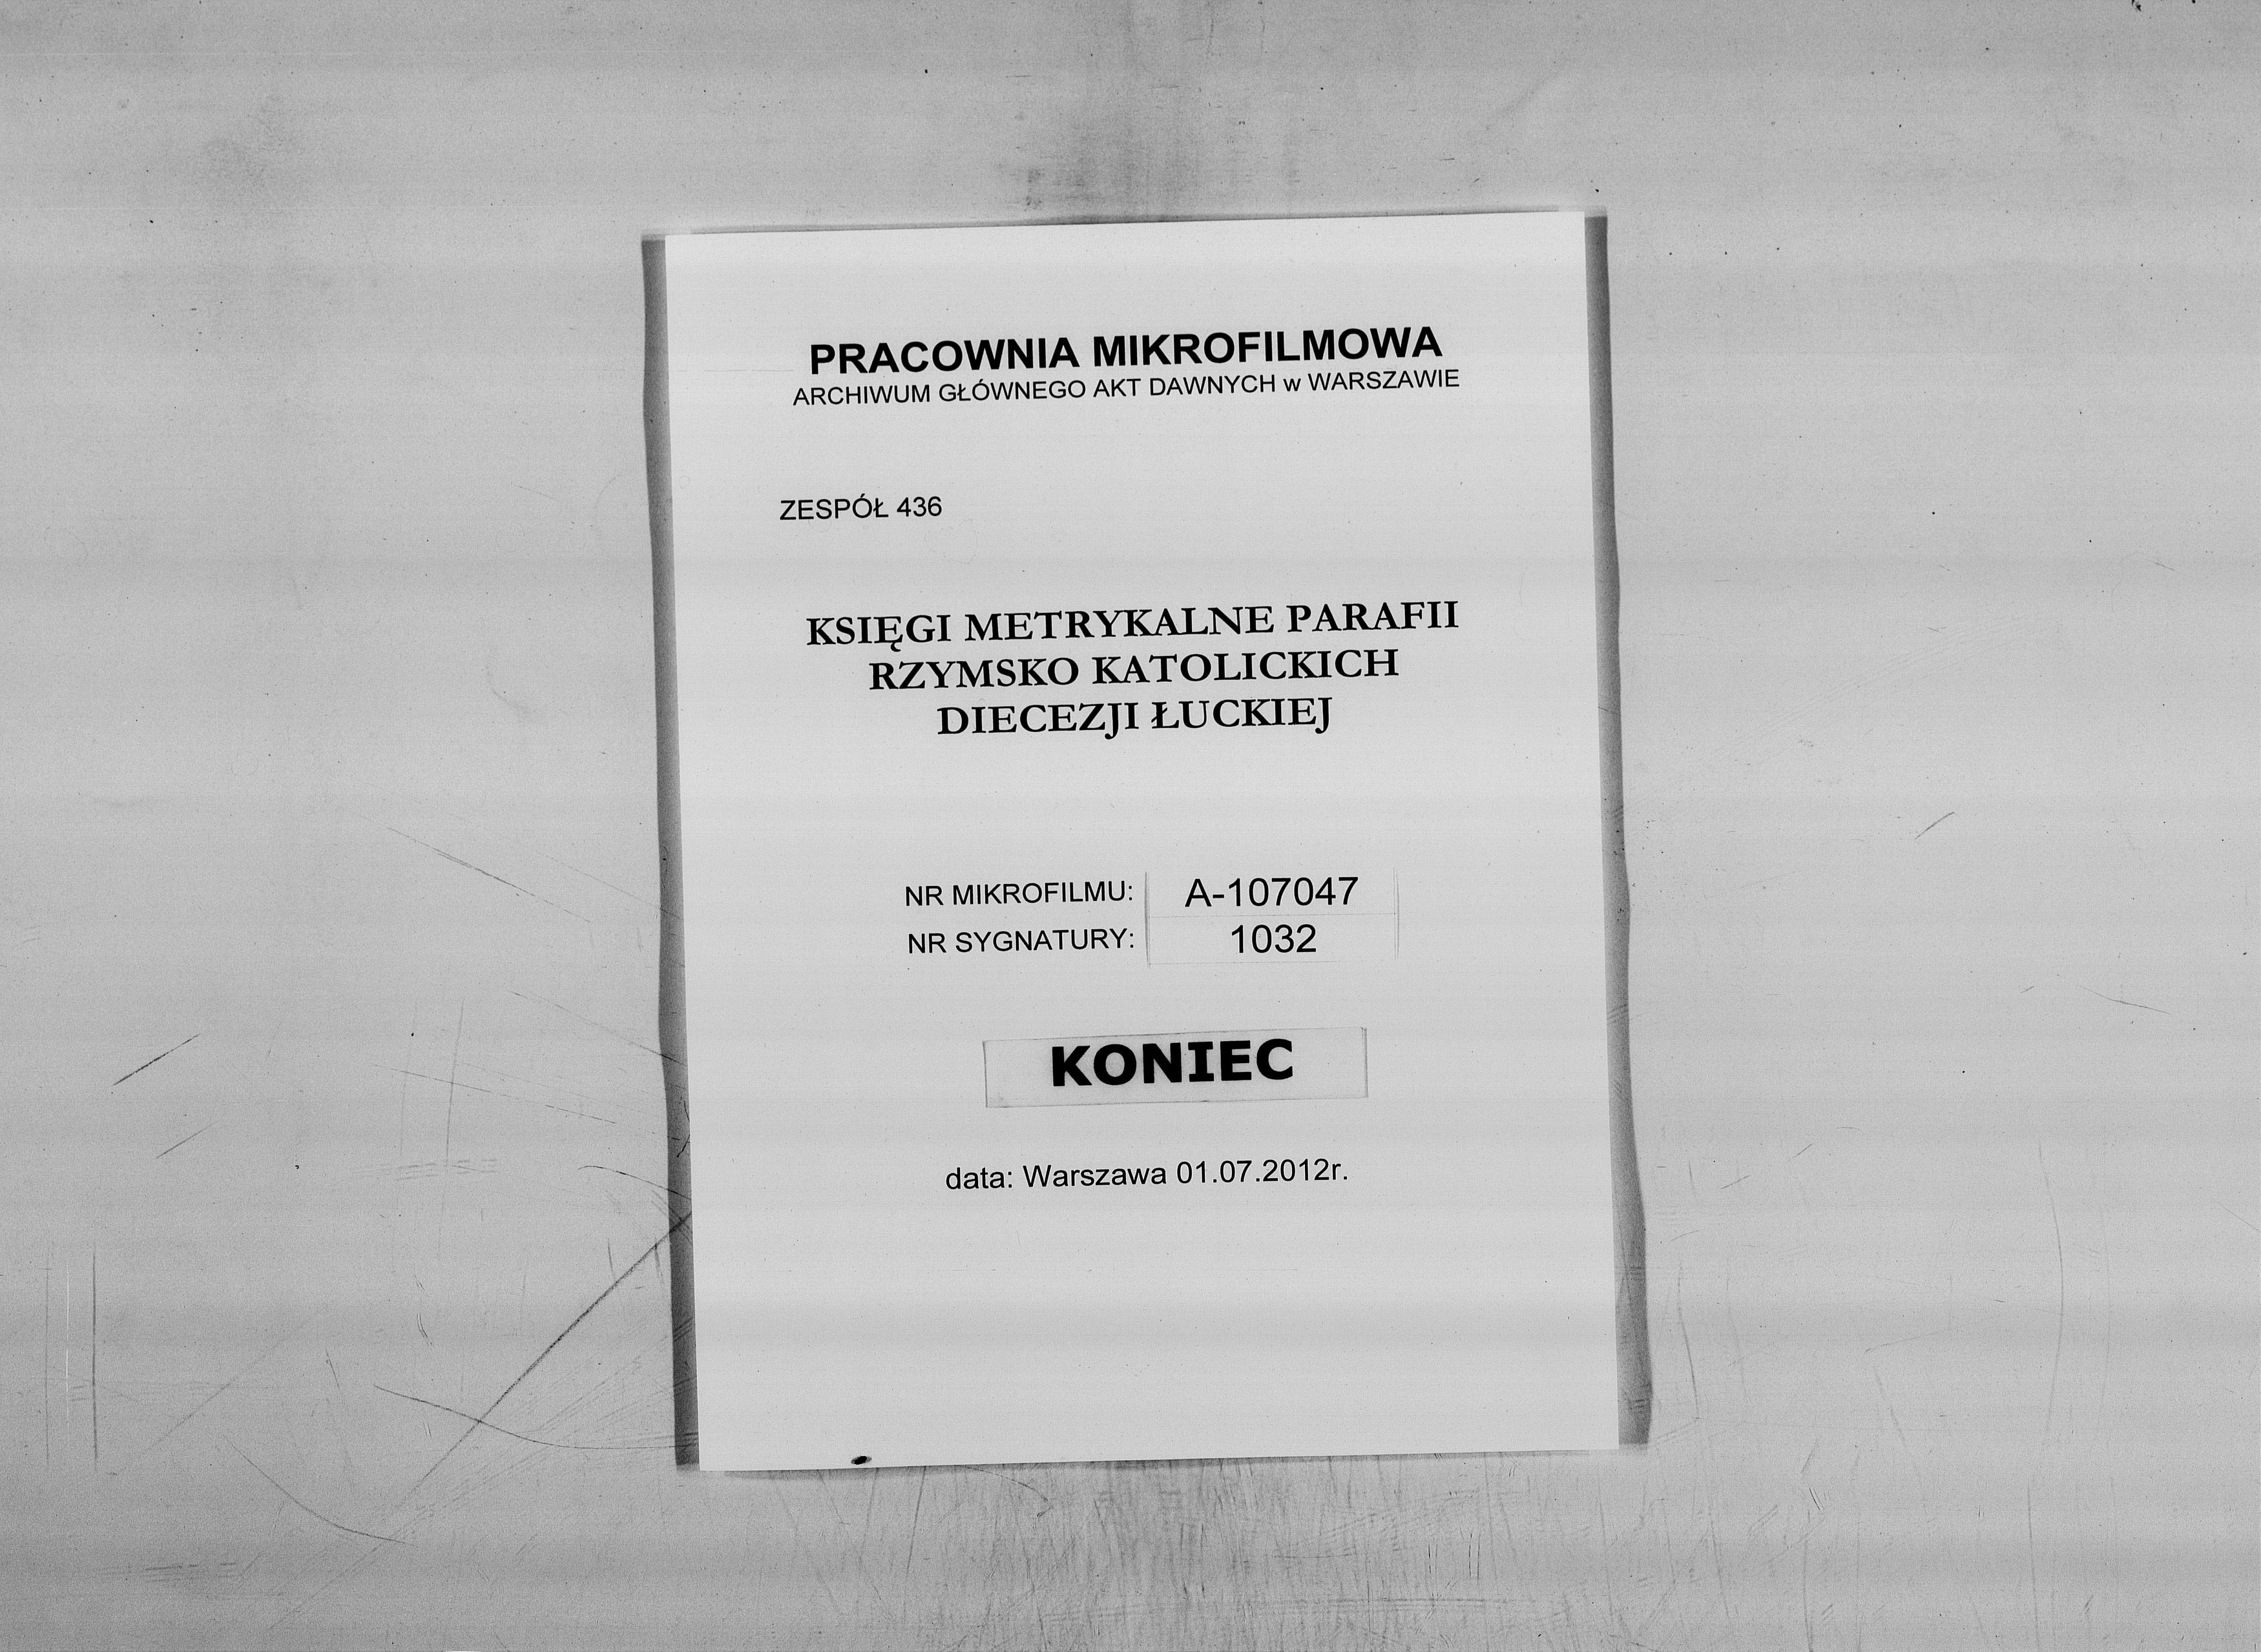 PRACOWNIA MIKROFILMOWA
ARCHIWUM GŁÓWNEGO AKT DAWNYCH w WARSZAWIE
ZESPÓŁ 436
KSIĘGI METRYKALNE PARAFII
RZYMSKO KATOLICKICH
DIECEZJI ŁUCKIEJ
NR MIKROFILMU: A-107047
NR SYGNATURY: 1032
KONIEC
data: Warszawa 01.07.2012r.